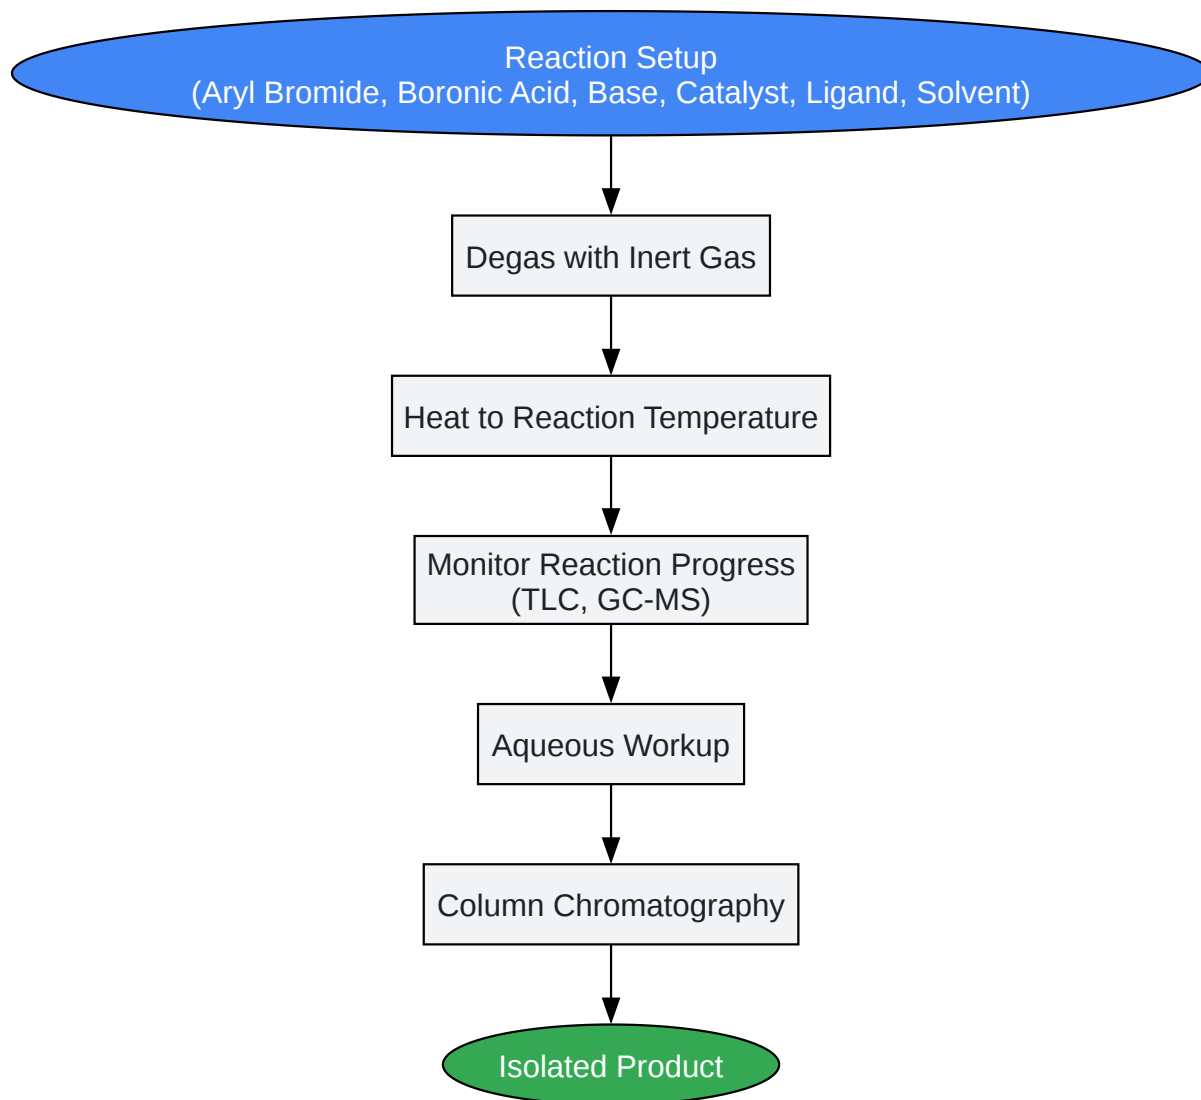 Reaction Setup
(Aryl Bromide, Boronic Acid, Base, Catalyst, Ligand, Solvent)
Degas with Inert Gas
Heat to Reaction Temperature
Monitor Reaction Progress
(TLC, GC-MS)
Aqueous Workup
Column Chromatography
Isolated Product